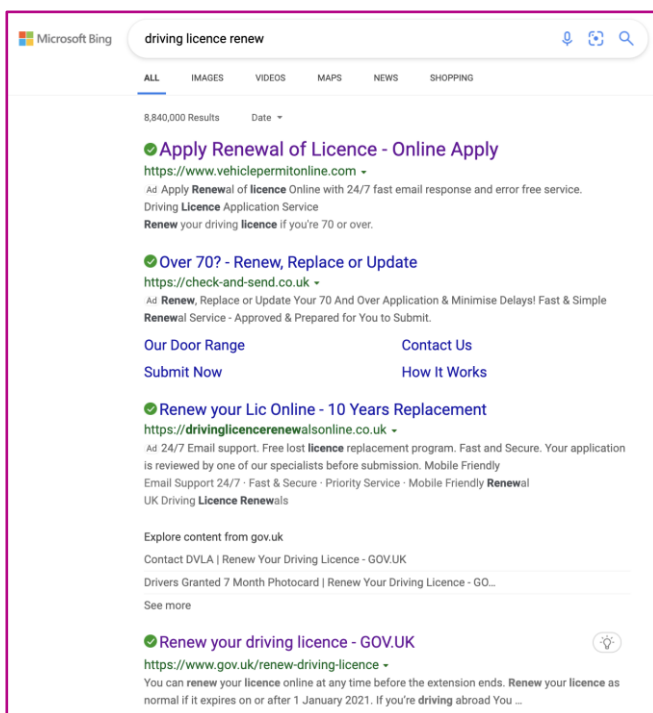 Microsoft Bing
driving licence renew
ALL IMAGES VIDEOS MAPS NEWS SHOPPING
8,840,000 Results Date
Apply Renewal of Licence - Online Apply
https://www.vehiclepermitonline.com
Ad Apply Renewal of licence Online with 24/7 fast email response and error free service.
Driving Licence Application Service
Renew your driving licence if you're 70 or over.
Over 70? - Renew, Replace or Update
https://check-and-send.co.uk
Ad Renew, Replace or Update Your 70 And Over Application & Minimise Delays! Fast & Simple
Renewal Service - Approved & Prepared for You to Submit.
Our Door Range Contact Us
Submit Now How It Works
Renew your Lic Online - 10 Years Replacement
https://drivinglicencerenewalsonline.co.uk
Ad 24/7 Email support. Free lost licence replacement program. Fast and Secure. Your application
is reviewed by one of our specialists before submission. Mobile Friendly
Email Support 24/7 · Fast & Secure · Priority Service · Mobile Friendly Renewal
UK Driving Licence Renewals
Explore content from gov.uk
Contact DVLA | Renew Your Driving Licence - GOV.UK
Drivers Granted 7 Month Photocard | Renew Your Driving Licence - GO...
See more
Renew your driving licence - GOV.UK
https://www.gov.uk/renew-driving-licence
You can renew your licence online at any time before the extension ends. Renew your licence as
normal if it expires on or after 1 January 2021. If you're driving abroad You ...